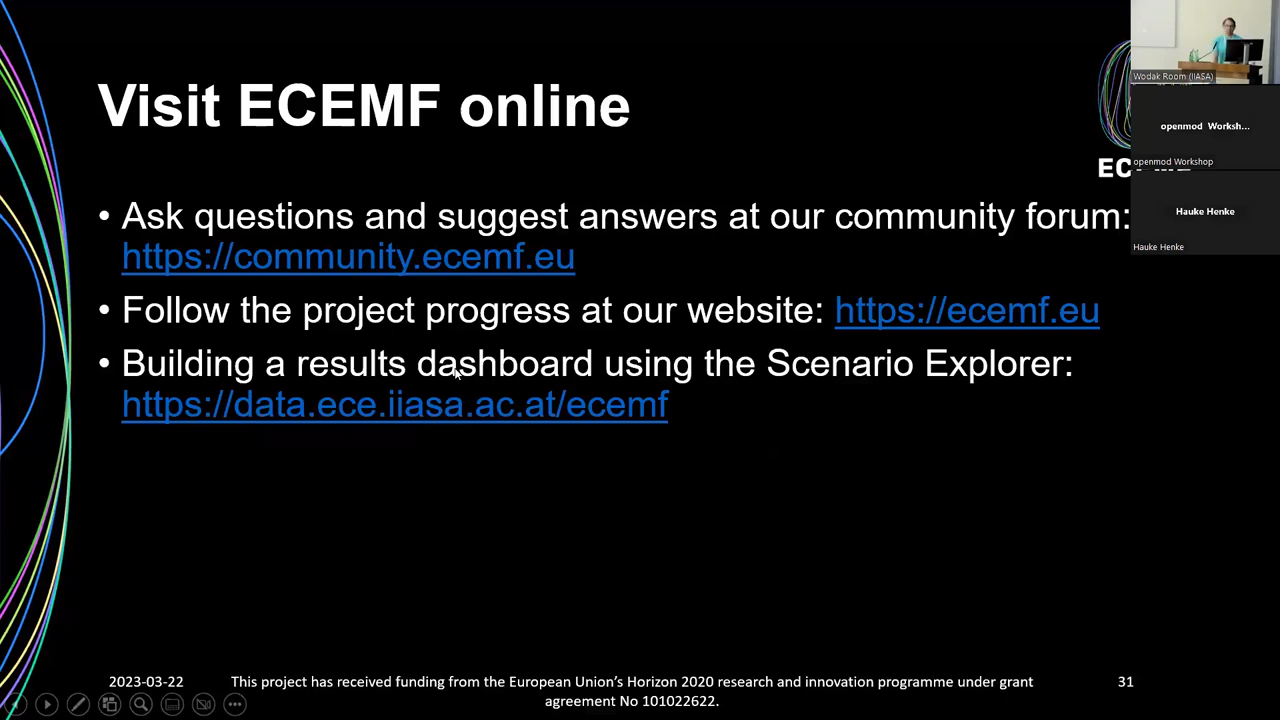 Visit ECEMF online
• Ask questions and suggest answers at our community forum:
https://community.ecemf.eu
• Follow the project progress at our website: https://ecemf.eu
• Building a results dashboard using the Scenario Explorer:
https://data.ece.iiasa.ac.at/ecemf
Wodak Room (IIASA)
openmod Worksh...
openmod Workshop
Hauke Henke
Hauke Henke
2023-03-22
This project has received funding from the European Union’s Horizon 2020 research and innovation programme under grant
agreement No 101022622.
31